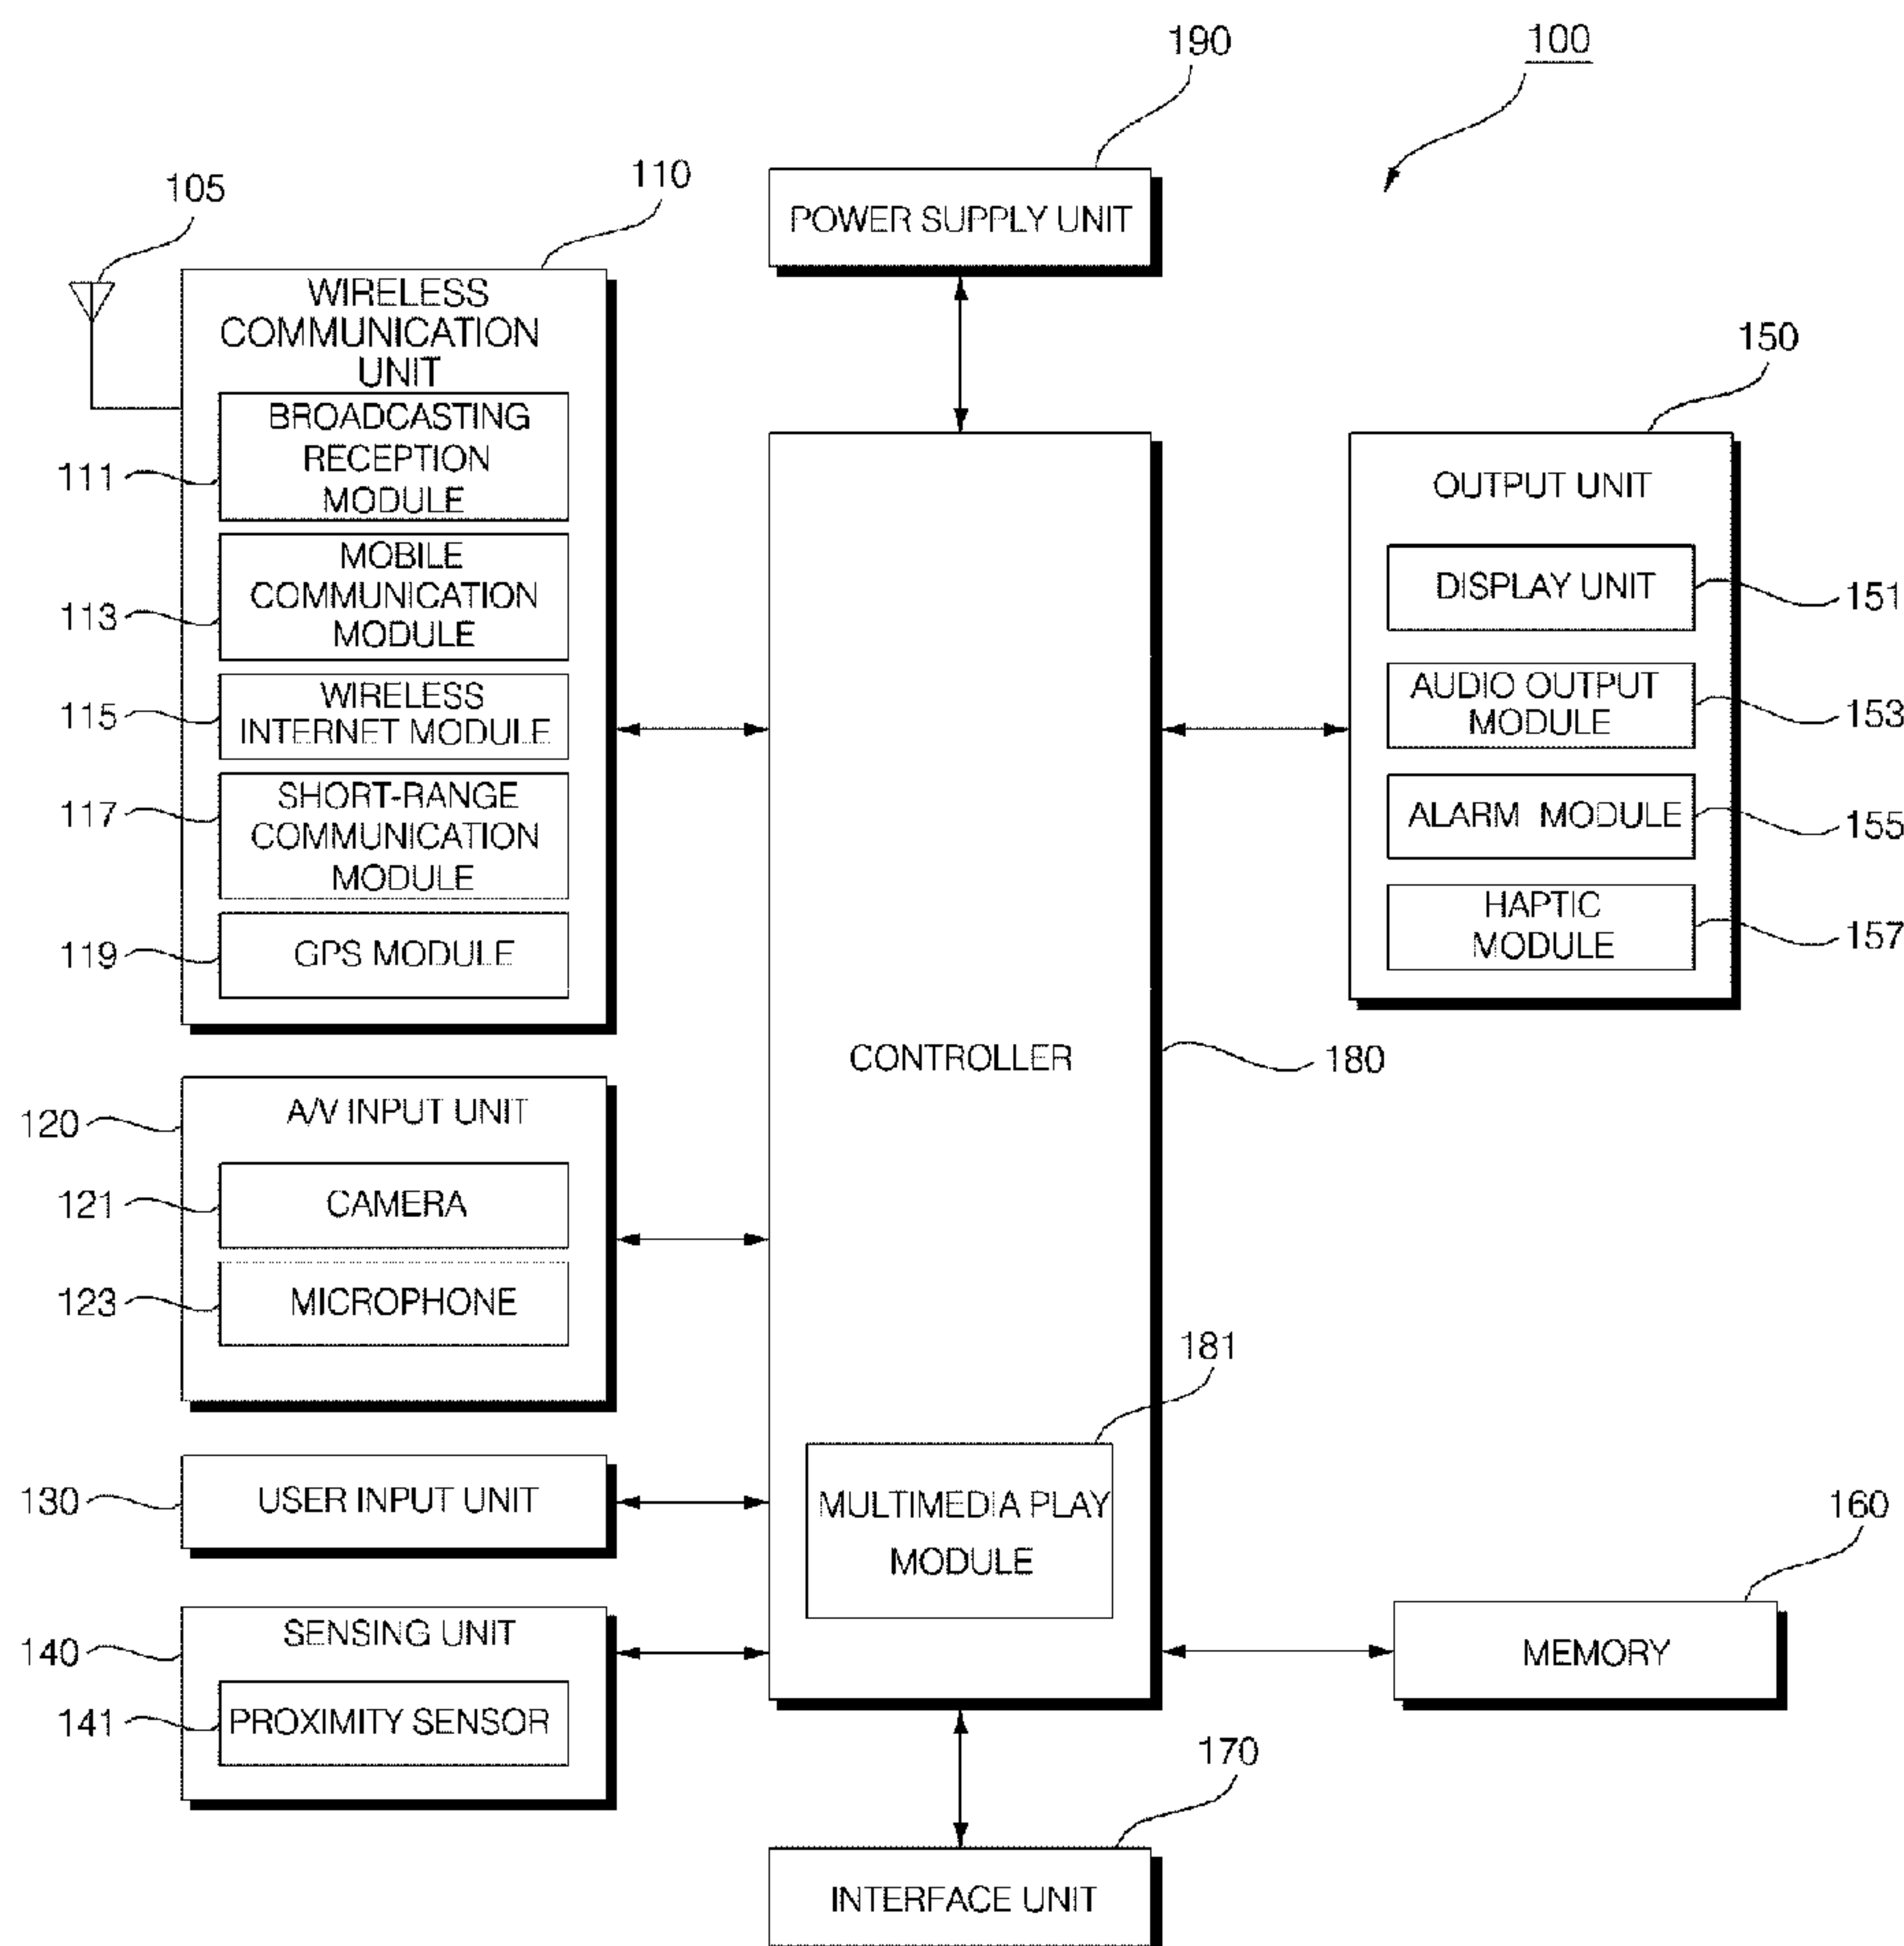 190
100
105
110
POWER SUPPLY UNIT
WIRELESS
COMMUNICATION
UNIT
150
BROADCASTING
RECEPTION
MODULE
111
OUTPUT UNIT
MOBILE
COMMUNICATION
MODULE
113
DISPLAY UNIT
151
WIRELESS
INTERNET MODULE
115
AUDIO OUTPUT
MODULE
153
SHORT-RANGE
COMMUNICATION
MODULE
117
ALARM MODULE
155
GPS MODULE
119
HAPTIC
MODULE
157
CONTROLLER
180
A/V INPUT UNIT
120
CAMERA
121
MICROPHONE
123
181
USER INPUT UNIT
130
MULTIMEDIA PLAY
MODULE
160
SENSING UNIT
140
MEMORY
PROXIMITY SENSOR
141
170
INTERFACE UNIT